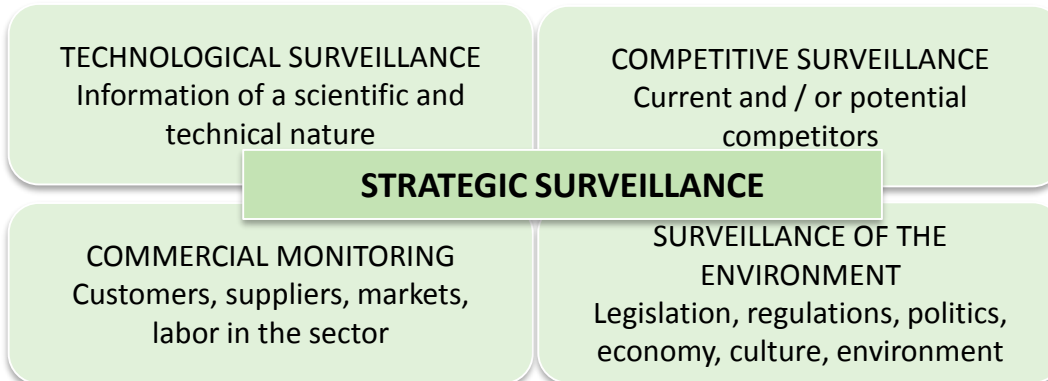 TECHNOLOGICAL SURVEILLANCE
Information of a scientific and
technical nature
COMPETITIVE SURVEILLANCE
Current and / or potential
competitors
STRATEGIC SURVEILLANCE
COMMERCIAL MONITORING
Customers, suppliers, markets,
labor in the sector
SURVEILLANCE OF THE
ENVIRONMENT
Legislation, regulations, politics,
economy, culture, environment